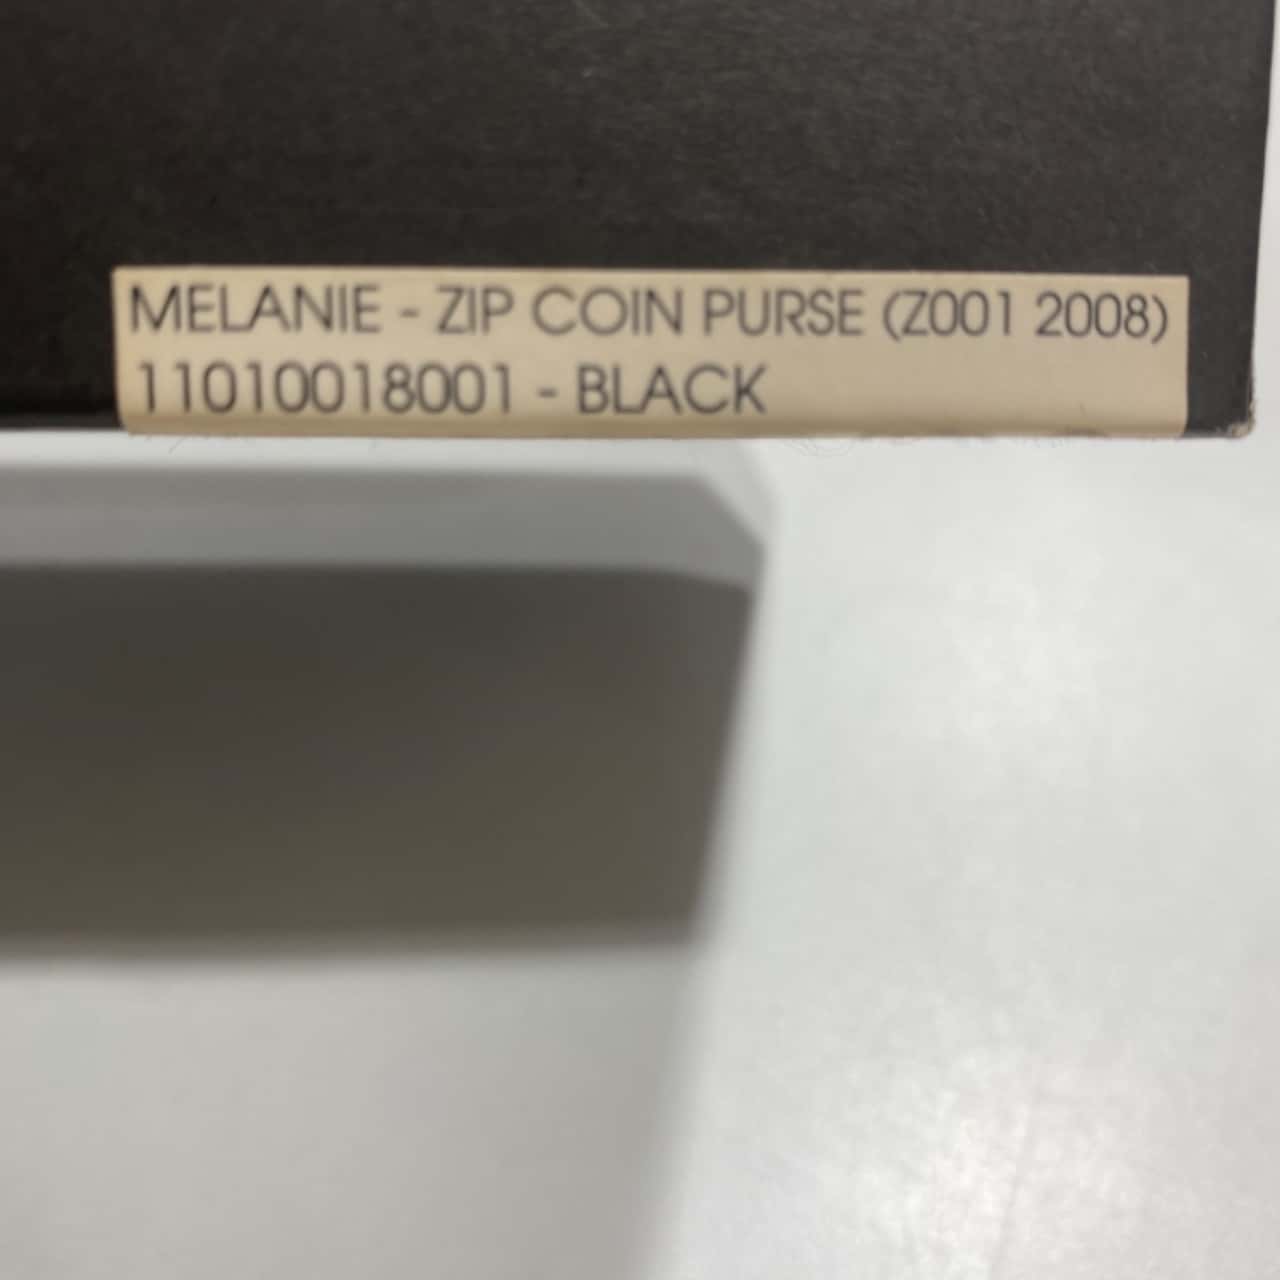 MELANIE - ZIP COIN PURSE (Z001 2008)
11010018001 - BLACK